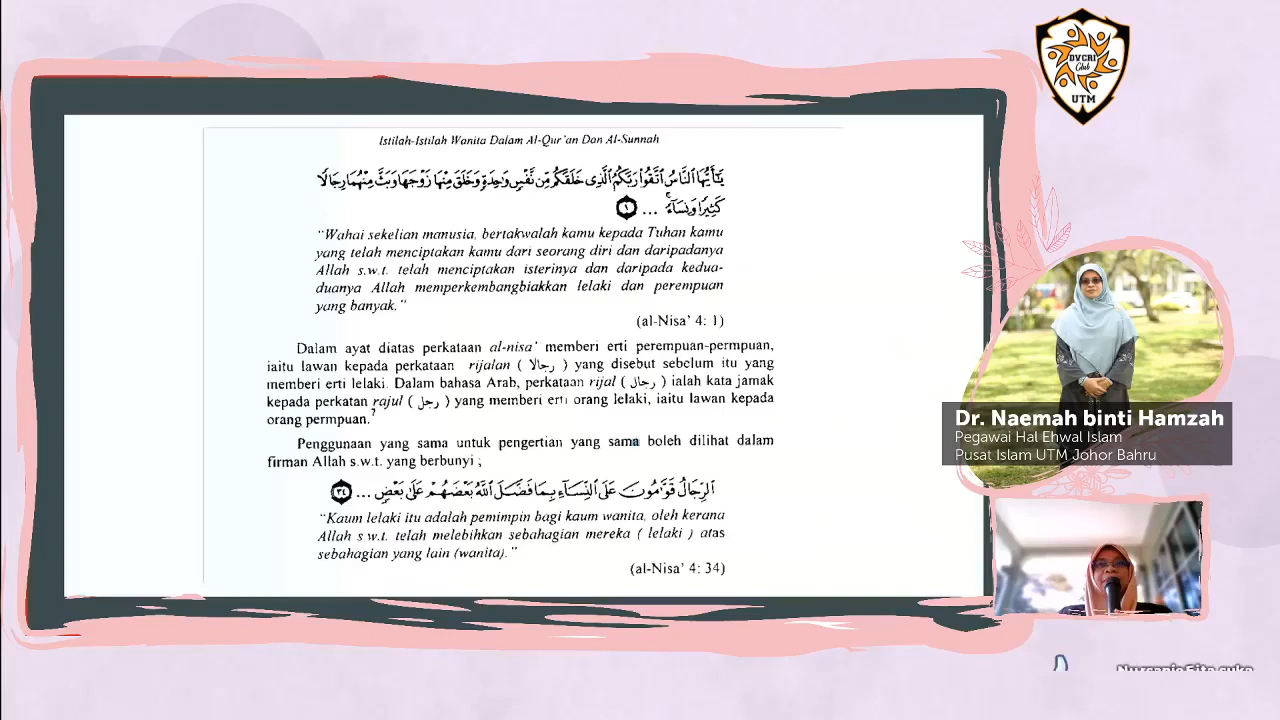 Istilah-Istilah Wanita Dalam Al-Qur'an Dan Al-Sunnah
يَٰٓأَيُّهَا ٱلنَّاسُ ٱتَّقُوا۟ رَبَّكُمُ ٱلَّذِى خَلَقَكُم مِّن نَّفْسٍ وَٰحِدَةٍ وَخَلَقَ مِنْهَا زَوْجَهَا وَبَثَّ مِنْهُمَا رِجَالًا
كَثِيرًا وَنِسَآءً ۚ ... ١
"Wahai sekelian manusia, bertakwalah kamu kepada Tuhan kamu
yang telah menciptakan kamu dari seorang diri dan daripadanya
Allah s.w.t. telah menciptakan isterinya dan daripada kedua-
duanya Allah memperkembangbiakkan lelaki dan perempuan
yang banyak."
(al-Nisa' 4: 1)
Dalam ayat diatas perkataan al-nisa' memberi erti perempuan-permpuan,
iaitu lawan kepada perkataan rijalan ( رجالا ) yang disebut sebelum itu yang
memberi erti lelaki. Dalam bahasa Arab, perkataan rijal ( رجال ) ialah kata jamak
kepada perkatan rajul ( رجل ) yang memberi erti orang lelaki, iaitu lawan kepada
orang permpuan.7
Penggunaan yang sama untuk pengertian yang sama boleh dilihat dalam
firman Allah s.w.t. yang berbunyi ;
ٱلرِّجَالُ قَوَّٰمُونَ عَلَى ٱلنِّسَآءِ بِمَا فَضَّلَ ٱللَّهُ بَعْضَهُمْ عَلَىٰ بَعْضٍ ... ٣٤
"Kaum lelaki itu adalah pemimpin bagi kaum wanita, oleh kerana
Allah s.w.t. telah melebihkan sebahagian mereka ( lelaki ) atas
sebahagian yang lain (wanita)."
(al-Nisa' 4: 34)
DVCRI
Club
UTM
Dr. Naemah binti Hamzah
Pegawai Hal Ehwal Islam
Pusat Islam UTM Johor Bahru